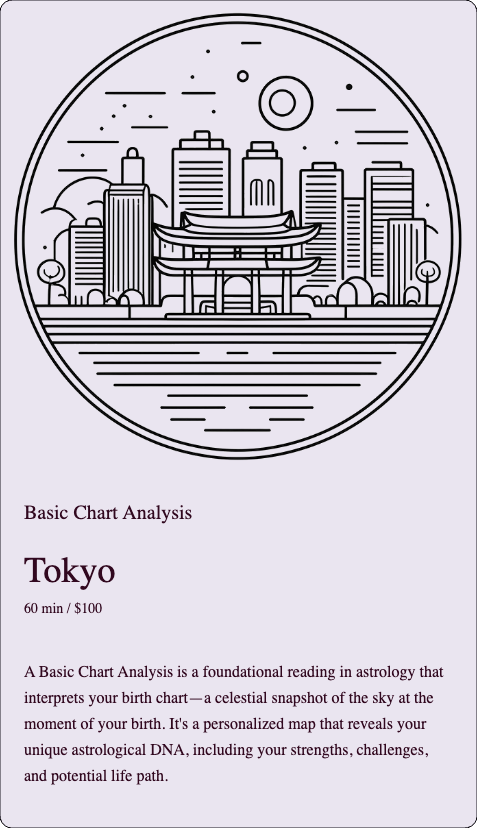 Basic Chart Analysis
Tokyo
60 min / $100
A Basic Chart Analysis is a foundational reading in astrology that
interprets your birth chart—a celestial snapshot of the sky at the
moment of your birth. It's a personalized map that reveals your
unique astrological DNA, including your strengths, challenges,
and potential life path.